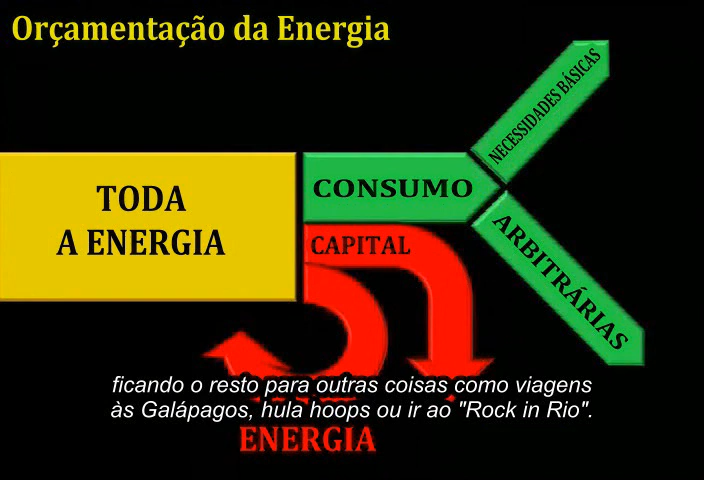 Orçamentação da Energia
NECESSIDADES BÁSICAS
TODA
A ENERGIA
CONSUMO
CAPITAL
ARBITRÁRIAS
ficando o resto para outras coisas como viagens
às Galápagos, hula hoops ou ir ao "Rock in Rio".
ENERGIA